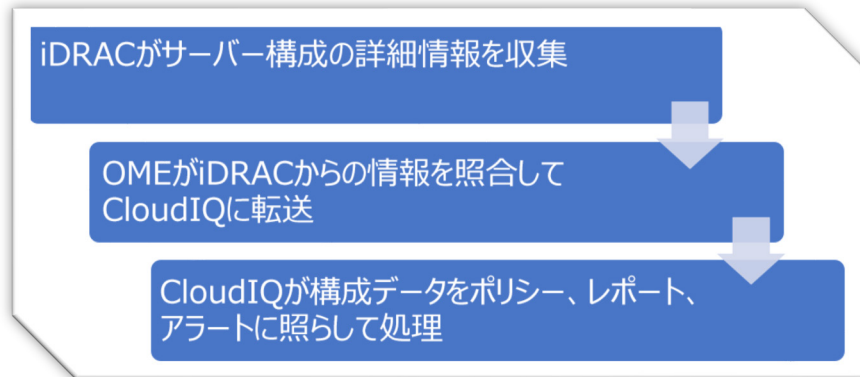 iDRACがサーバー構成の詳細情報を収集
OMEがiDRACからの情報を照合して
CloudIQに転送
CloudIQが構成データをポリシー、レポート、
アラートに照らして処理